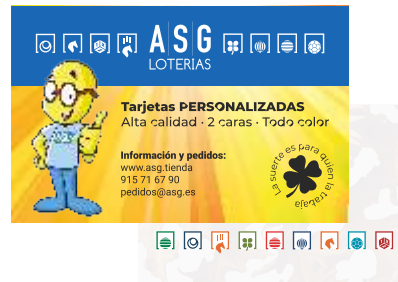 A|S|G
LOTERIAS
Tarjetas PERSONALIZADAS
Alta calidad · 2 caras · Todo color
Información y pedidos:
www.asg.tienda
915 71 67 90
pedidos@asg.es
La suerte es para quien la trabaja